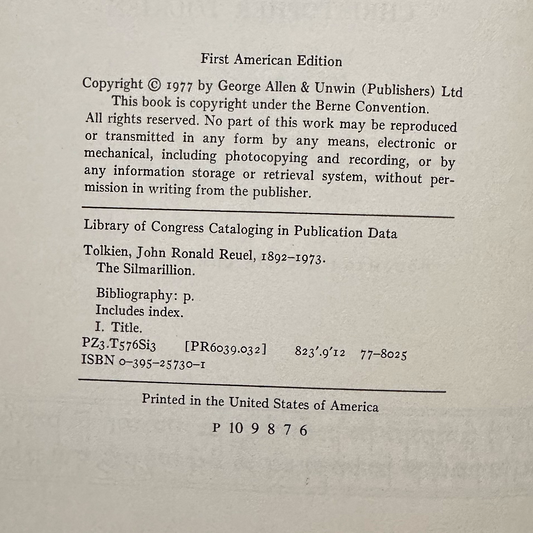 First American Edition
Copyright © 1977 by George Allen & Unwin (Publishers) Ltd
This book is copyright under the Berne Convention.
All rights reserved. No part of this work may be reproduced
or transmitted in any form by any means, electronic or
mechanical, including photocopying and recording, or by
any information storage or retrieval system, without per-
mission in writing from the publisher.
Library of Congress Cataloging in Publication Data
Tolkien, John Ronald Reuel, 1892–1973.
The Silmarillion.
Bibliography: p.
Includes index.
I. Title.
PZ3.T576Si3 [PR6039.032] 823'.9'12 77–8025
ISBN 0–395–25730–1
Printed in the United States of America
P 10 9 8 7 6